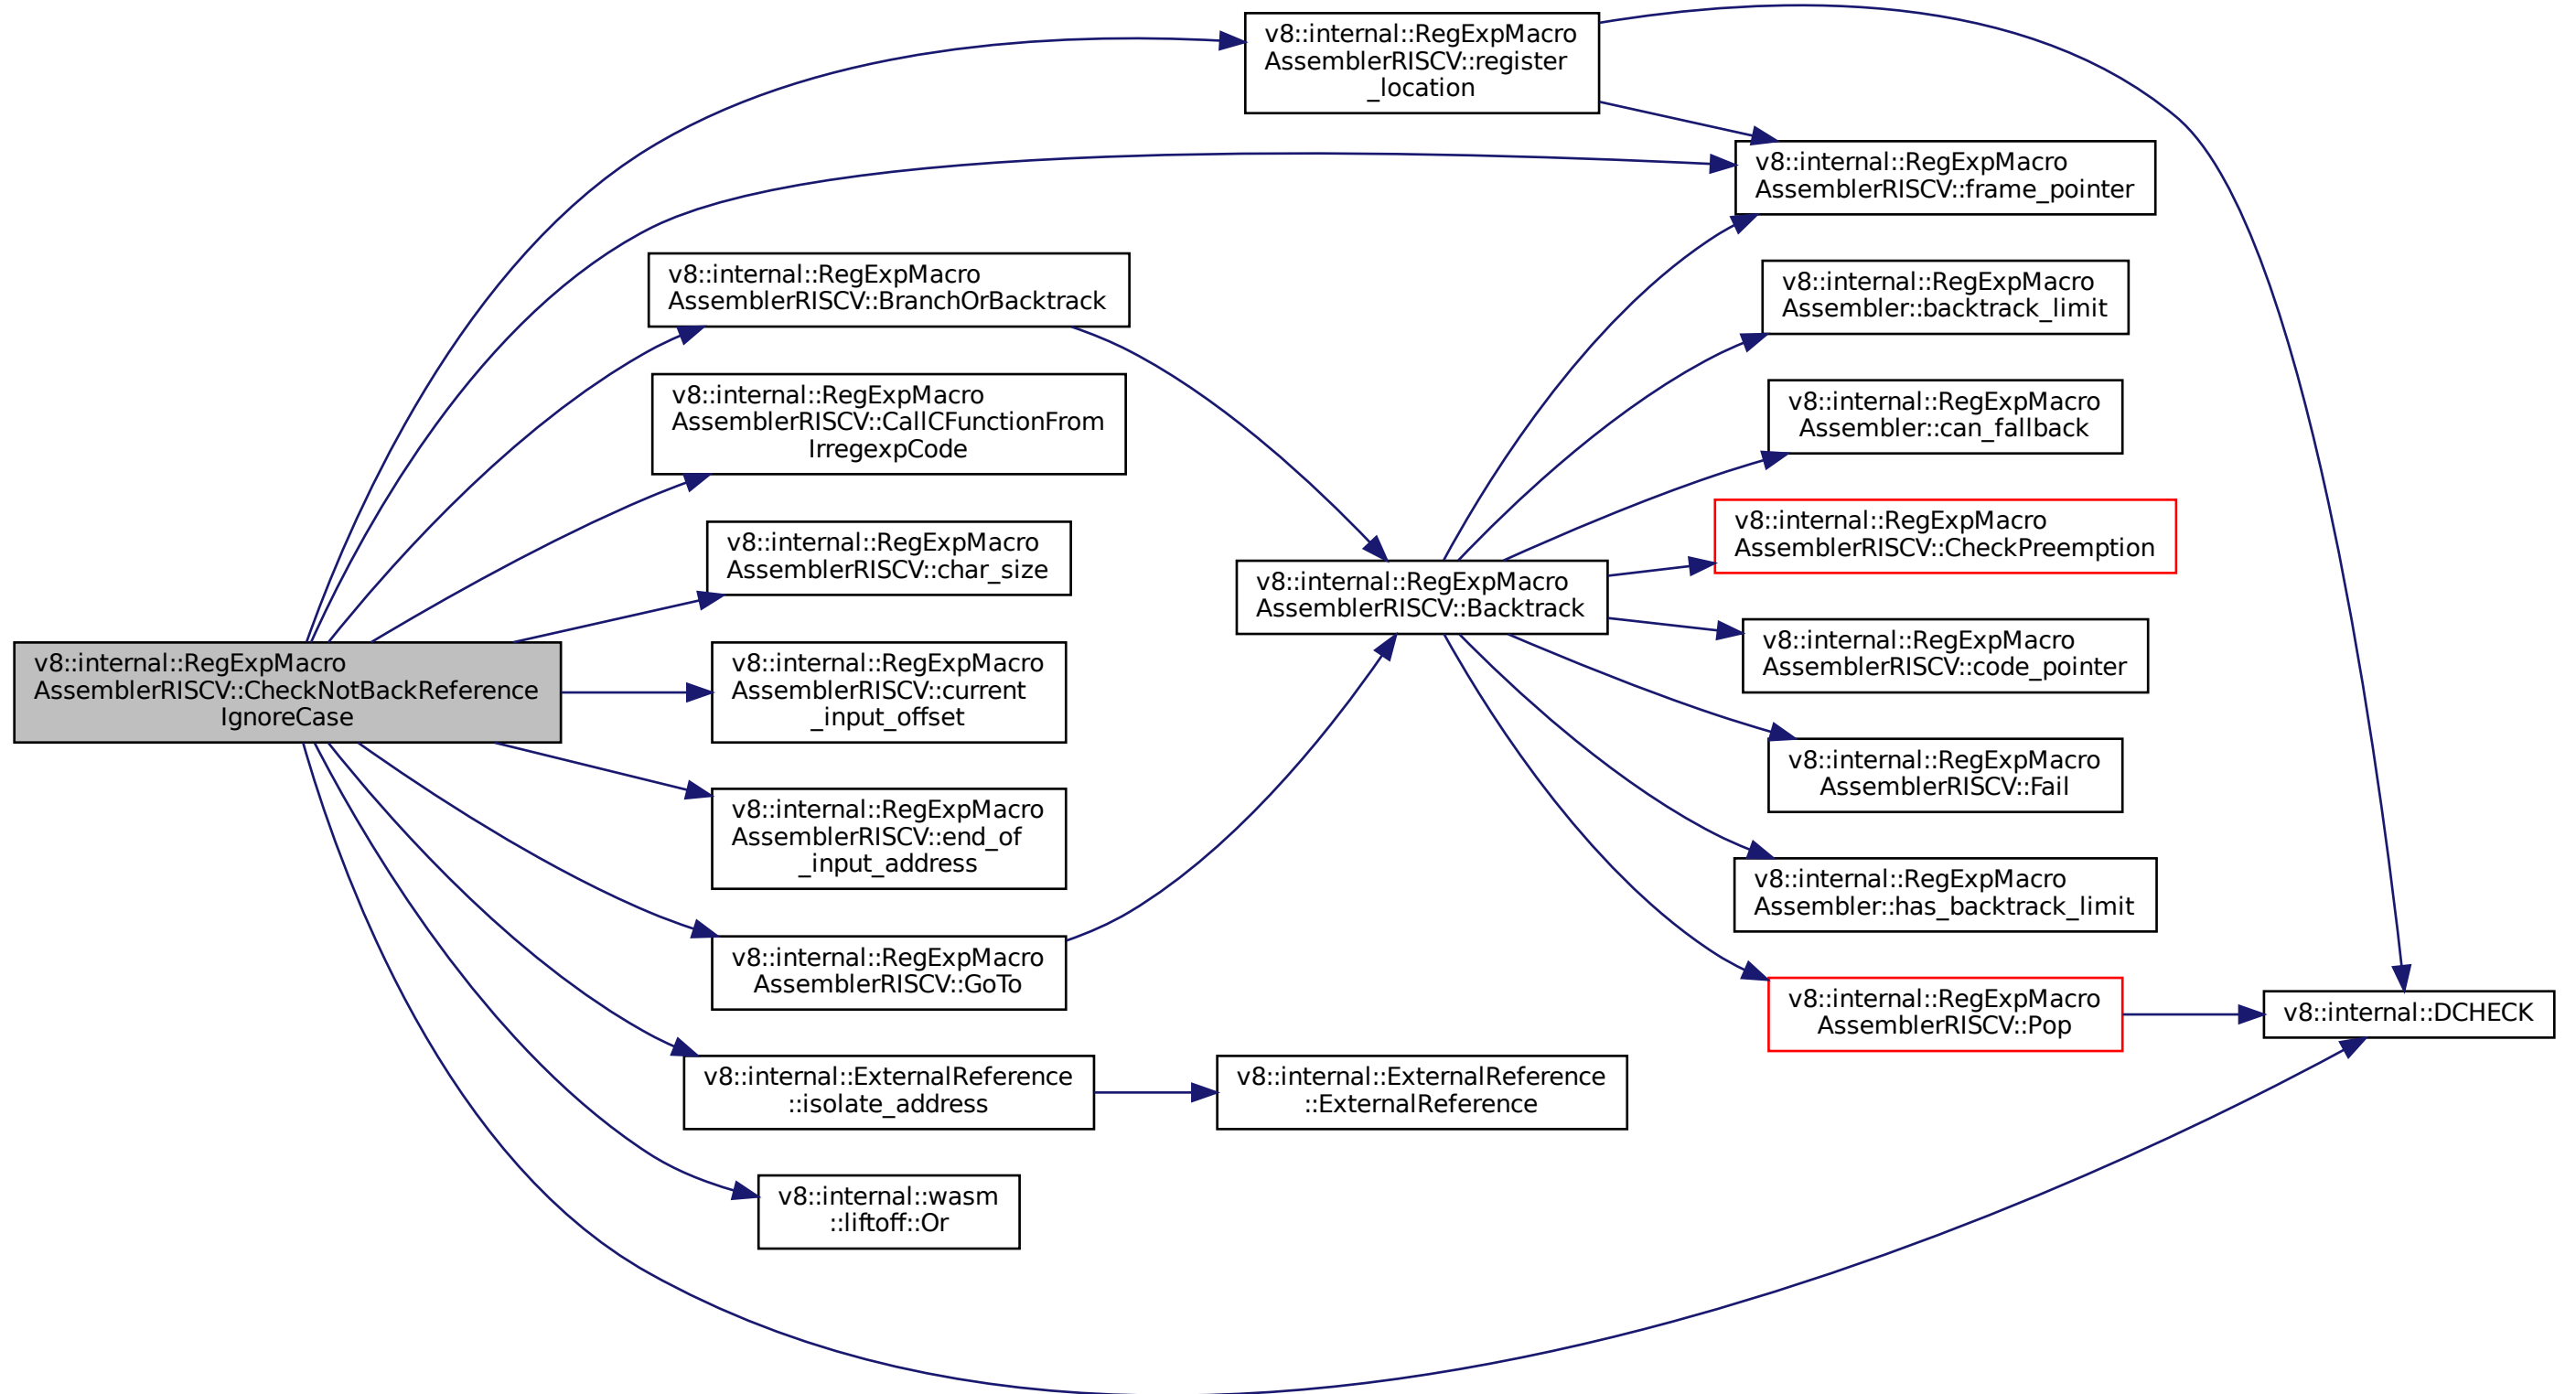 v8::internal::RegExpMacro
AssemblerRISCV::CheckNotBackReference
IgnoreCase
v8::internal::RegExpMacro
AssemblerRISCV::register
_location
v8::internal::RegExpMacro
AssemblerRISCV::frame_pointer
v8::internal::RegExpMacro
AssemblerRISCV::BranchOrBacktrack
v8::internal::RegExpMacro
AssemblerRISCV::CallCFunctionFrom
IrregexpCode
v8::internal::RegExpMacro
AssemblerRISCV::char_size
v8::internal::RegExpMacro
AssemblerRISCV::current
_input_offset
v8::internal::RegExpMacro
AssemblerRISCV::end_of
_input_address
v8::internal::RegExpMacro
AssemblerRISCV::GoTo
v8::internal::ExternalReference
::isolate_address
v8::internal::wasm
::liftoff::Or
v8::internal::RegExpMacro
AssemblerRISCV::Backtrack
v8::internal::ExternalReference
::ExternalReference
v8::internal::RegExpMacro
Assembler::backtrack_limit
v8::internal::RegExpMacro
Assembler::can_fallback
v8::internal::RegExpMacro
AssemblerRISCV::CheckPreemption
v8::internal::RegExpMacro
AssemblerRISCV::code_pointer
v8::internal::RegExpMacro
AssemblerRISCV::Fail
v8::internal::RegExpMacro
Assembler::has_backtrack_limit
v8::internal::RegExpMacro
AssemblerRISCV::Pop
v8::internal::DCHECK